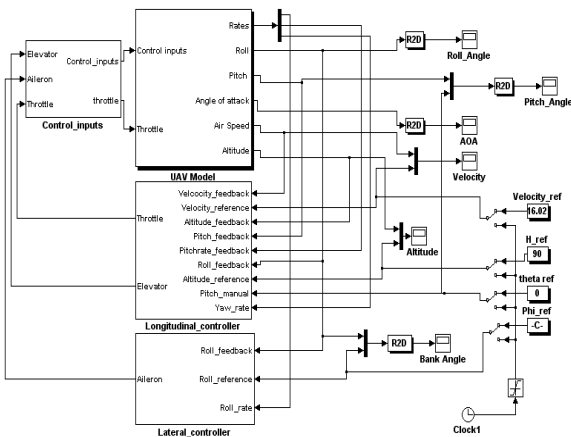 Elevator
Aileron
Throttle
Control_inputs
throttle
Control_inputs
Control inputs
Throttle
Rates
Roll
Pitch
Angle of attack
Air Speed
Altitude
UAV Model
R2D
Roll_Angle
R2D
Pitch_Angle
R2D
AOA
Velocity
Throttle
Elevator
Velcocity_feedback
Velocity_reference
Altitude_feedback
Pitch_feedback
Pitchrate_feedback
Roll_feedback
Altitude_reference
Pitch_manual
Yaw_rate
Longitudinal_controller
Altitude
Velocity_ref
16.02
H_ref
90
theta ref
0
Phi_ref
-C-
Aileron
Roll_feedback
Roll_reference
Roll_rate
Lateral_controller
R2D
Bank Angle
Clock1